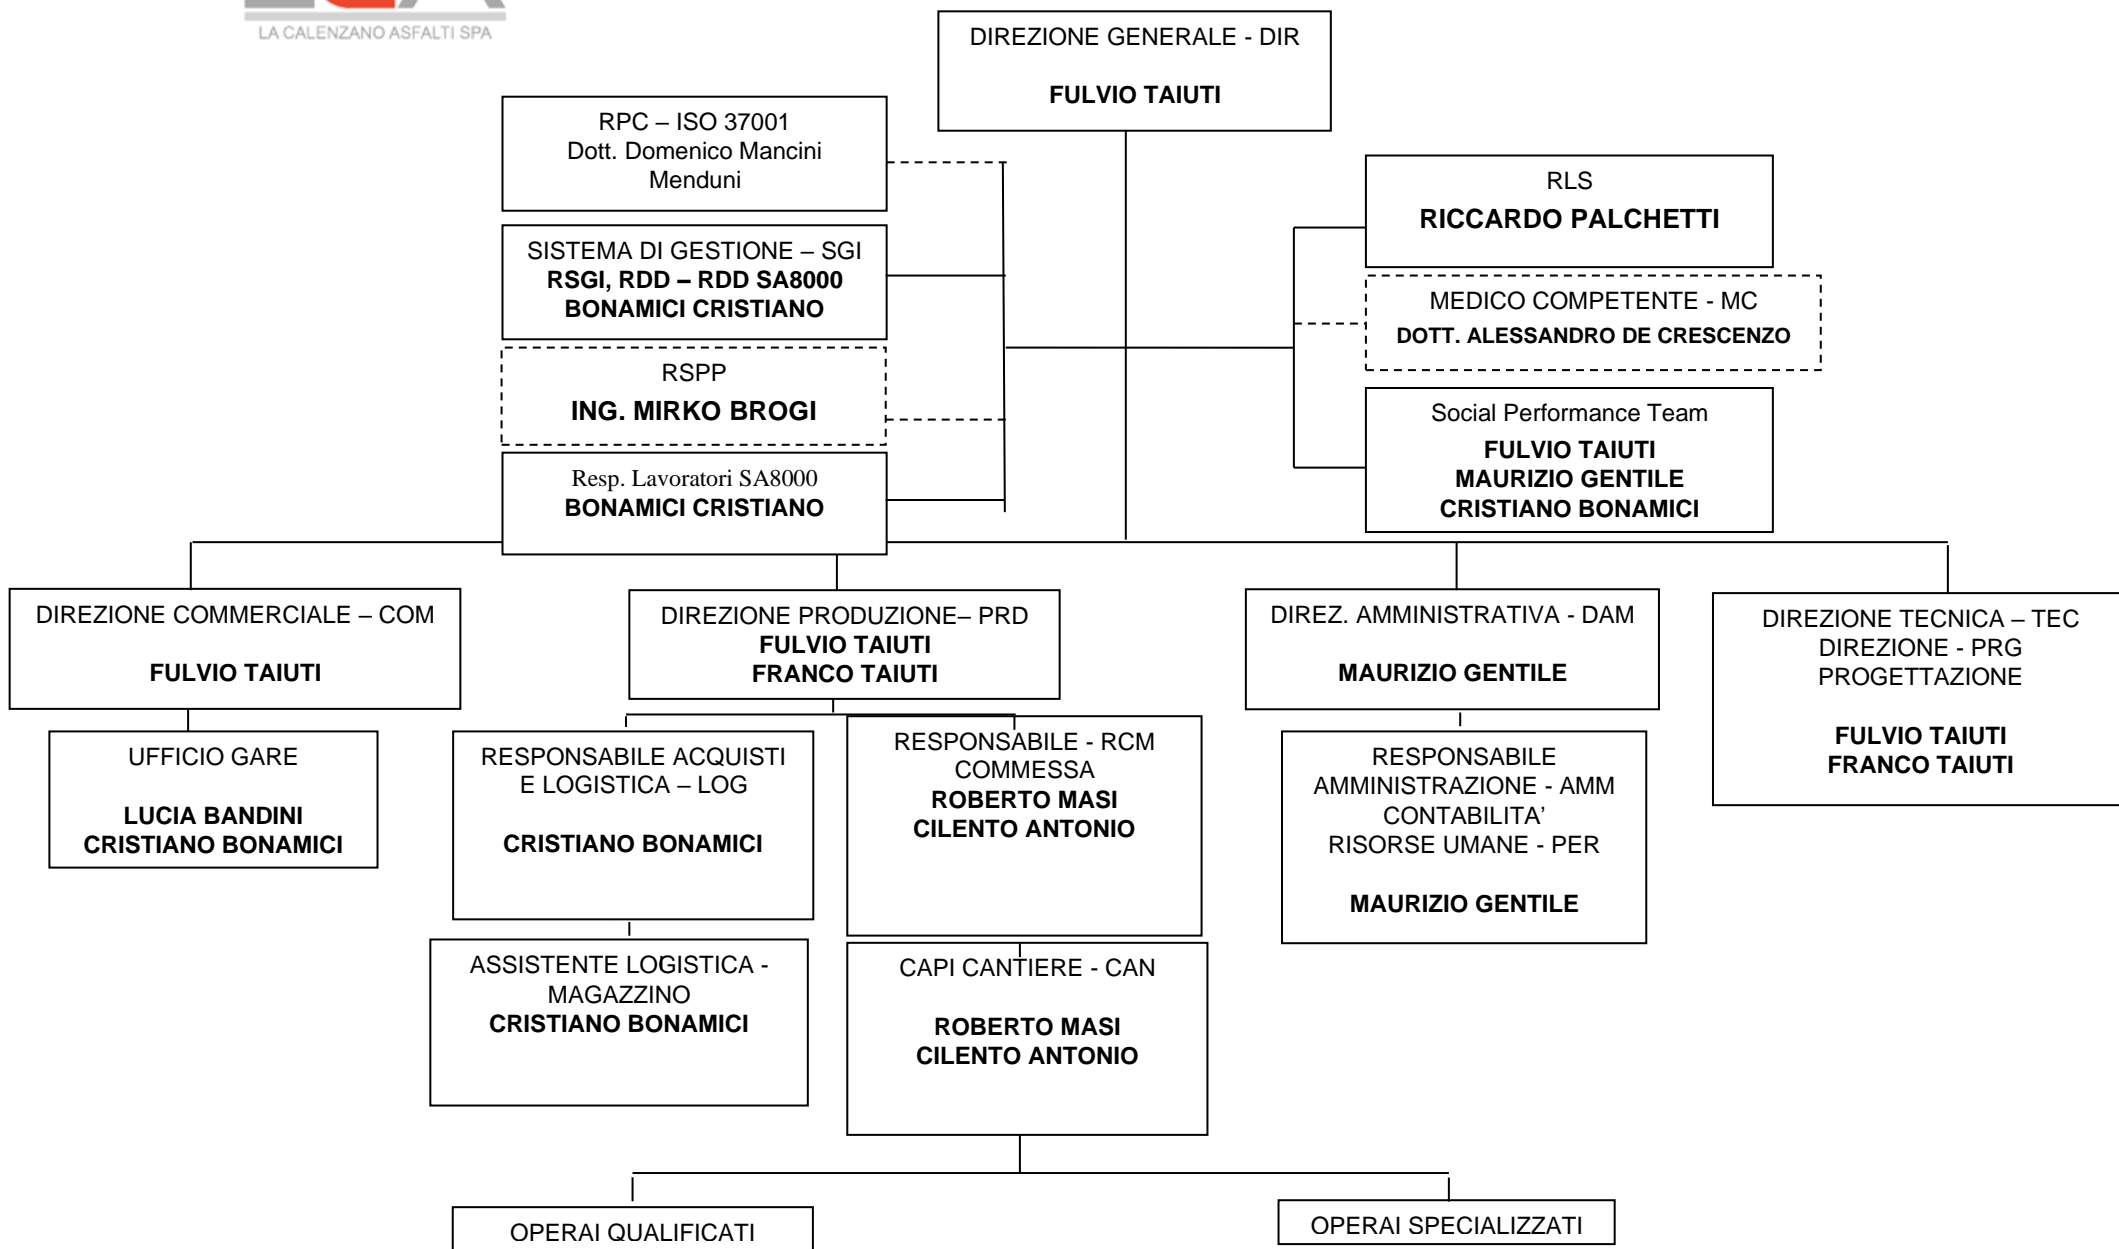 LA CALENZANO ASFALTI SPA
DIREZIONE GENERALE - DIR
FULVIO TAIUTI
RPC – ISO 37001
Dott. Domenico Mancini
Menduni
SISTEMA DI GESTIONE – SGI
RSGI, RDD – RDD SA8000
BONAMICI CRISTIANO
RSPP
ING. MIRKO BROGI
Resp. Lavoratori SA8000
BONAMICI CRISTIANO
RLS
RICCARDO PALCHETTI
MEDICO COMPETENTE - MC
DOTT. ALESSANDRO DE CRESCENZO
Social Performance Team
FULVIO TAIUTI
MAURIZIO GENTILE
CRISTIANO BONAMICI
DIREZIONE COMMERCIALE – COM
FULVIO TAIUTI
UFFICIO GARE
LUCIA BANDINI
CRISTIANO BONAMICI
DIREZIONE PRODUZIONE– PRD
FULVIO TAIUTI
FRANCO TAIUTI
RESPONSABILE ACQUISTI
E LOGISTICA – LOG
CRISTIANO BONAMICI
ASSISTENTE LOGISTICA -
MAGAZZINO
CRISTIANO BONAMICI
RESPONSABILE - RCM
COMMESSA
ROBERTO MASI
CILENTO ANTONIO
CAPI CANTIERE - CAN
ROBERTO MASI
CILENTO ANTONIO
DIREZ. AMMINISTRATIVA - DAM
MAURIZIO GENTILE
RESPONSABILE
AMMINISTRAZIONE - AMM
CONTABILITA’
RISORSE UMANE - PER
MAURIZIO GENTILE
DIREZIONE TECNICA – TEC
DIREZIONE - PRG
PROGETTAZIONE
FULVIO TAIUTI
FRANCO TAIUTI
OPERAI QUALIFICATI
OPERAI SPECIALIZZATI